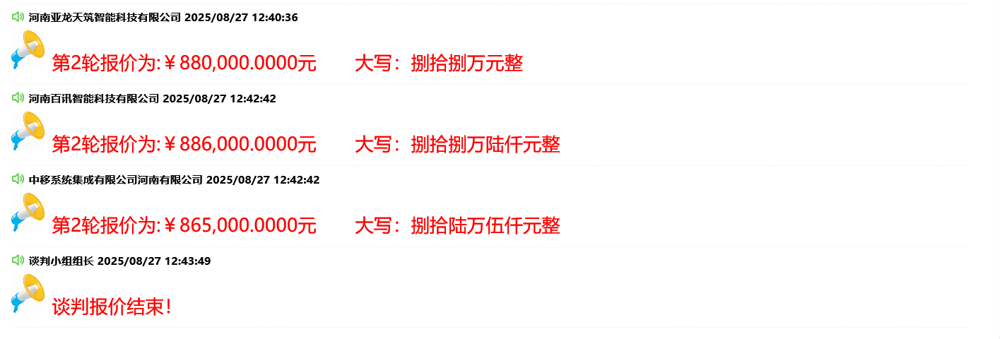 河南亚龙天筑智能科技有限公司 2025/08/27 12:40:36
第2轮报价为:￥880,000.0000元 大写：捌拾捌万元整
河南百讯智能科技有限公司 2025/08/27 12:42:42
第2轮报价为:￥886,000.0000元 大写：捌拾捌万陆仟元整
中移系统集成有限公司河南有限公司 2025/08/27 12:42:42
第2轮报价为:￥865,000.0000元 大写：捌拾陆万伍仟元整
谈判小组组长 2025/08/27 12:43:49
谈判报价结束！